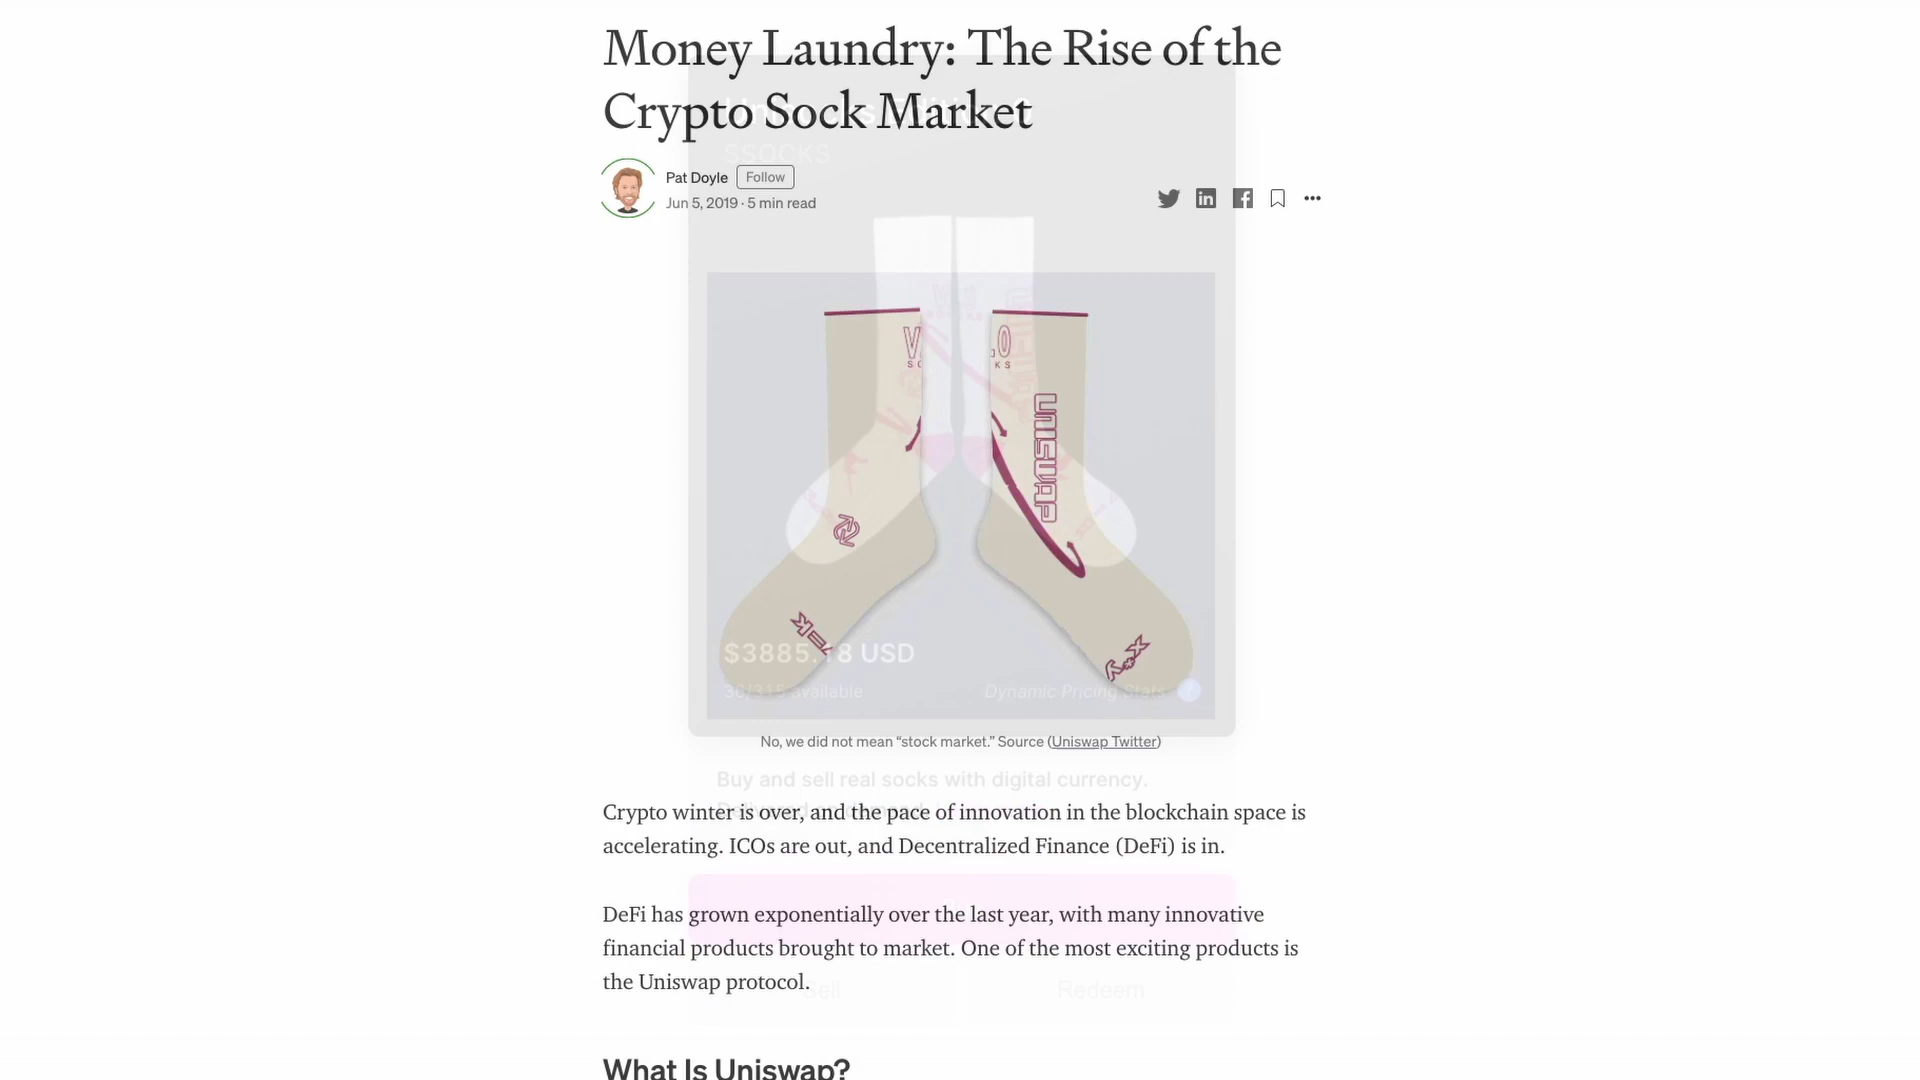 Money Laundry: The Rise of the
Crypto Sock Market
$SOCKS
Pat Doyle Follow
Jun 5, 2019 · 5 min read
UNISWAP
$3885.18 USD
36/315 available Dynamic Pricing Stats
No, we did not mean “stock market.” Source (Uniswap Twitter)
Buy and sell real socks with digital currency.
Delivered on demand.
Crypto winter is over, and the pace of innovation in the blockchain space is
accelerating. ICOs are out, and Decentralized Finance (DeFi) is in.
DeFi has grown exponentially over the last year, with many innovative
financial products brought to market. One of the most exciting products is
the Uniswap protocol.
Sell Redeem
What Is Uniswap?